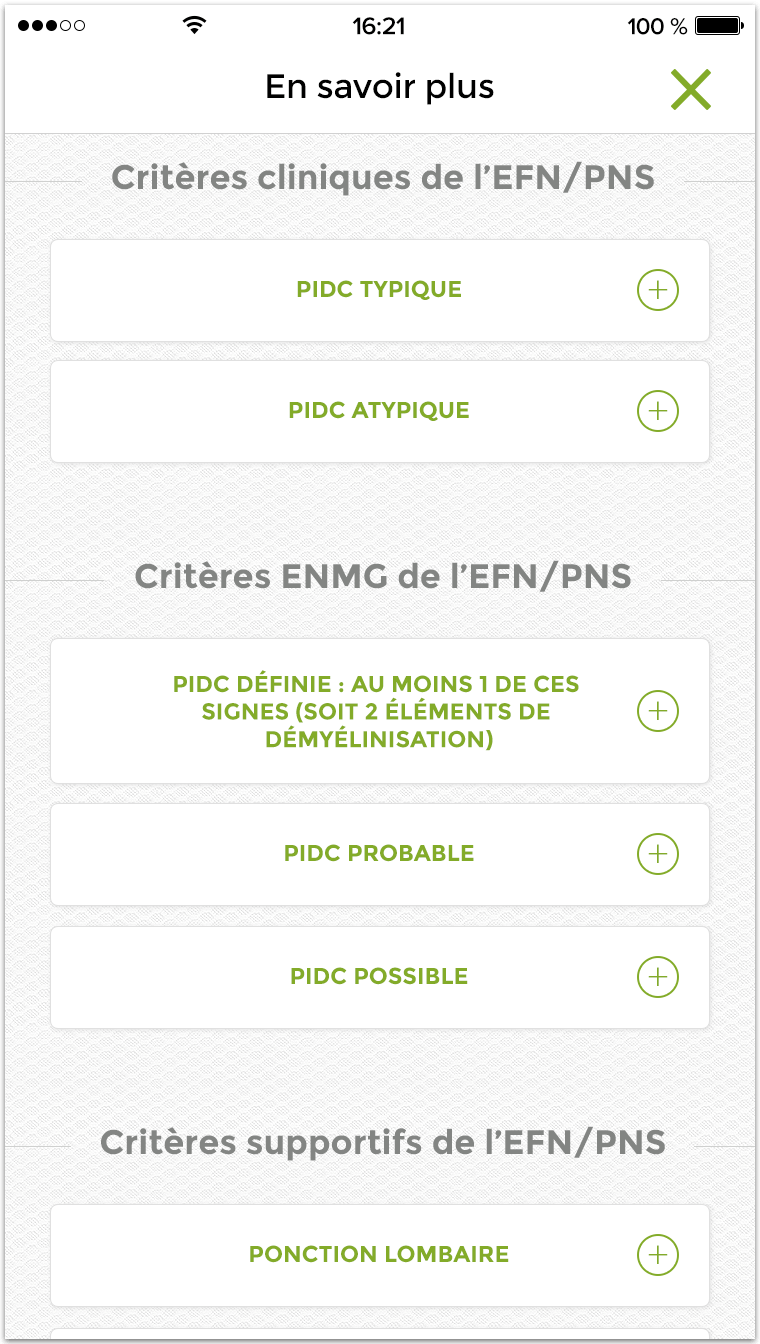 16:21
100 %
En savoir plus
Critères cliniques de l’EFN/PNS
PIDC TYPIQUE
PIDC ATYPIQUE
Critères ENMG de l’EFN/PNS
PIDC DÉFINIE : AU MOINS 1 DE CES
SIGNES (SOIT 2 ÉLÉMENTS DE
DÉMYÉLINISATION)
PIDC PROBABLE
PIDC POSSIBLE
Critères supportifs de l’EFN/PNS
PONCTION LOMBAIRE